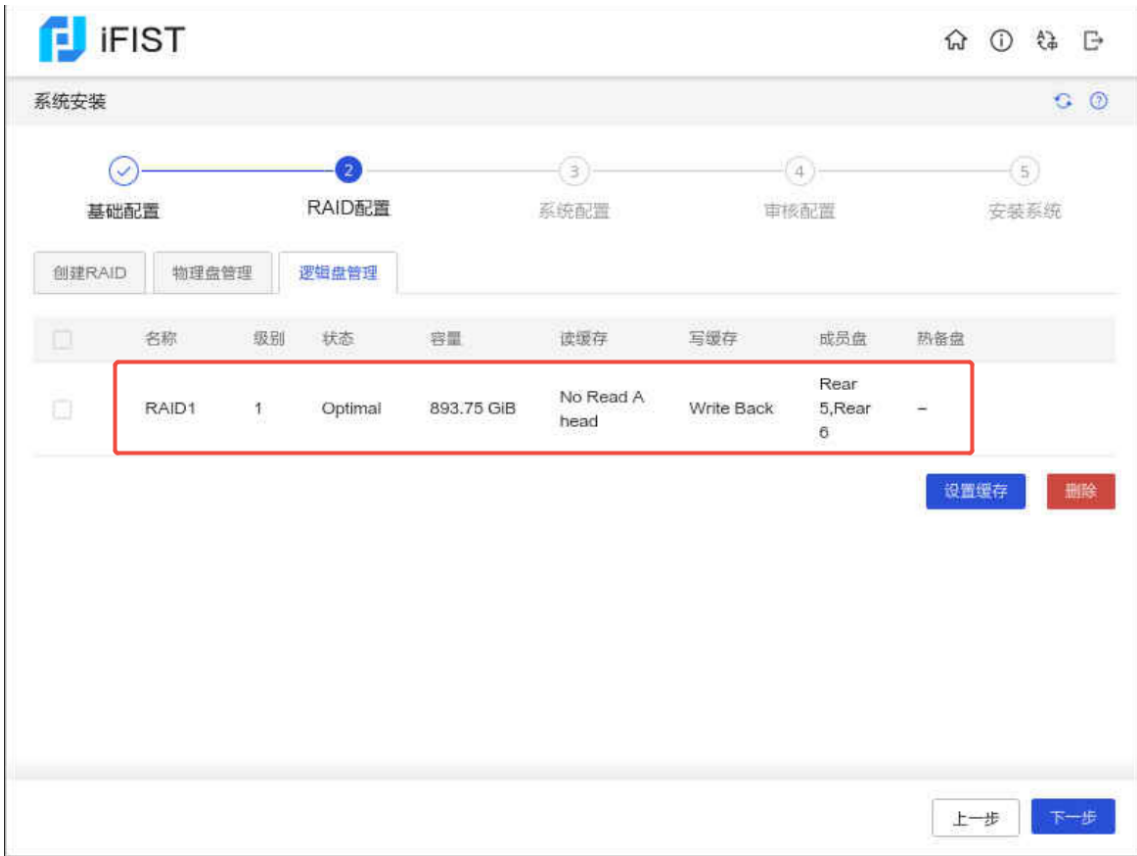 iFIST
系统安装
2 3 4 5
基础配置 RAID配置 系统配置 审核配置 安装系统
创建RAID 物理盘管理 逻辑盘管理
名称 级别 状态 容量 读缓存 写缓存 成员盘 热备盘
RAID1 1 Optimal 893.75 GiB No Read A Write Back Rear
head 5,Rear –
6
设置缓存 删除
上一步 下一步